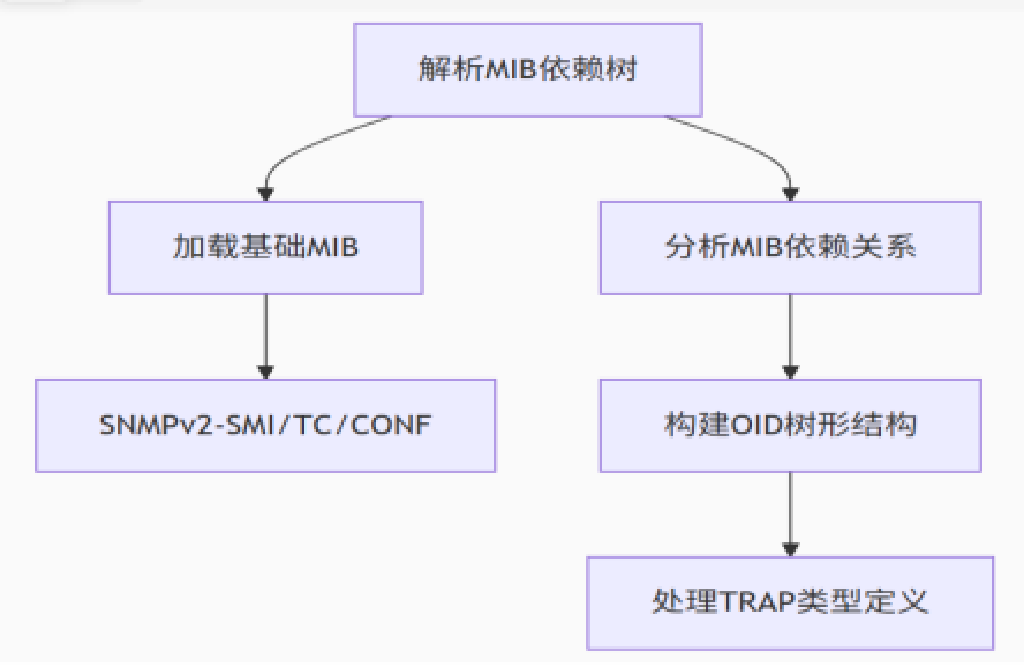 解析MIB依赖树
加载基础MIB
分析MIB依赖关系
SNMPv2-SMI/TC/CONF
构建OID树形结构
处理TRAP类型定义